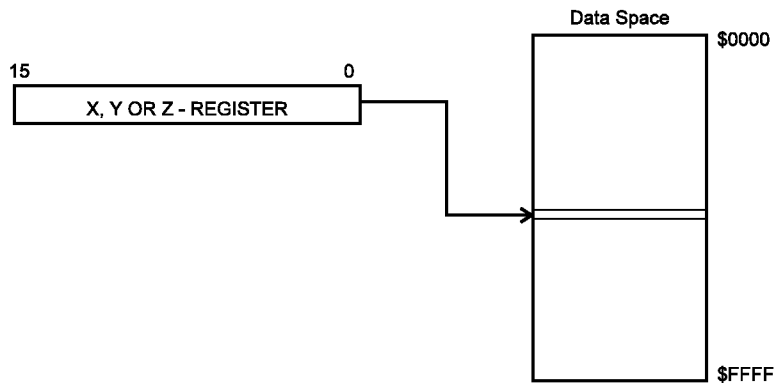 Data Space
$0000
15 0
X, Y OR Z - REGISTER
$FFFF